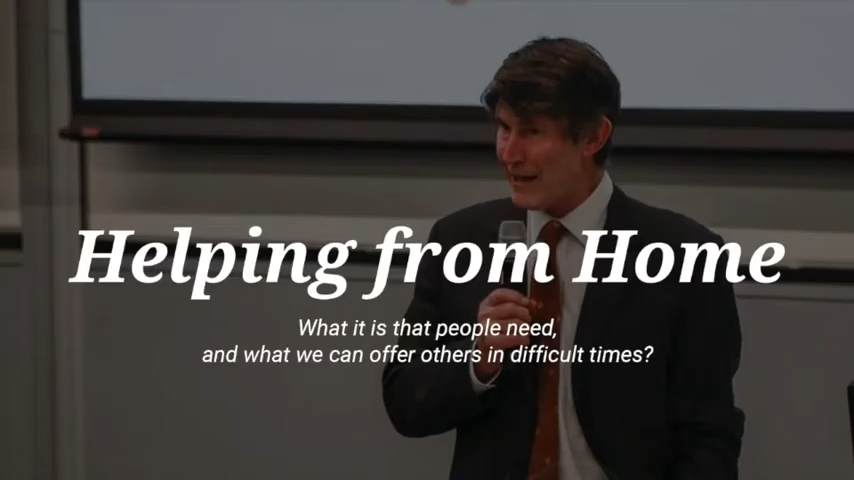 Helping from Home
What it is that people need,
and what we can offer others in difficult times?